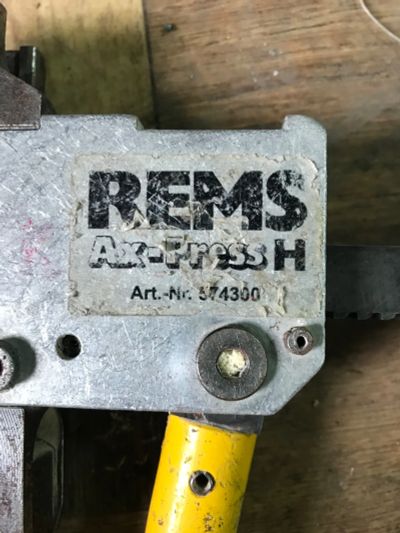 REMS
Ax-Press H
Art.-Nr. 574300